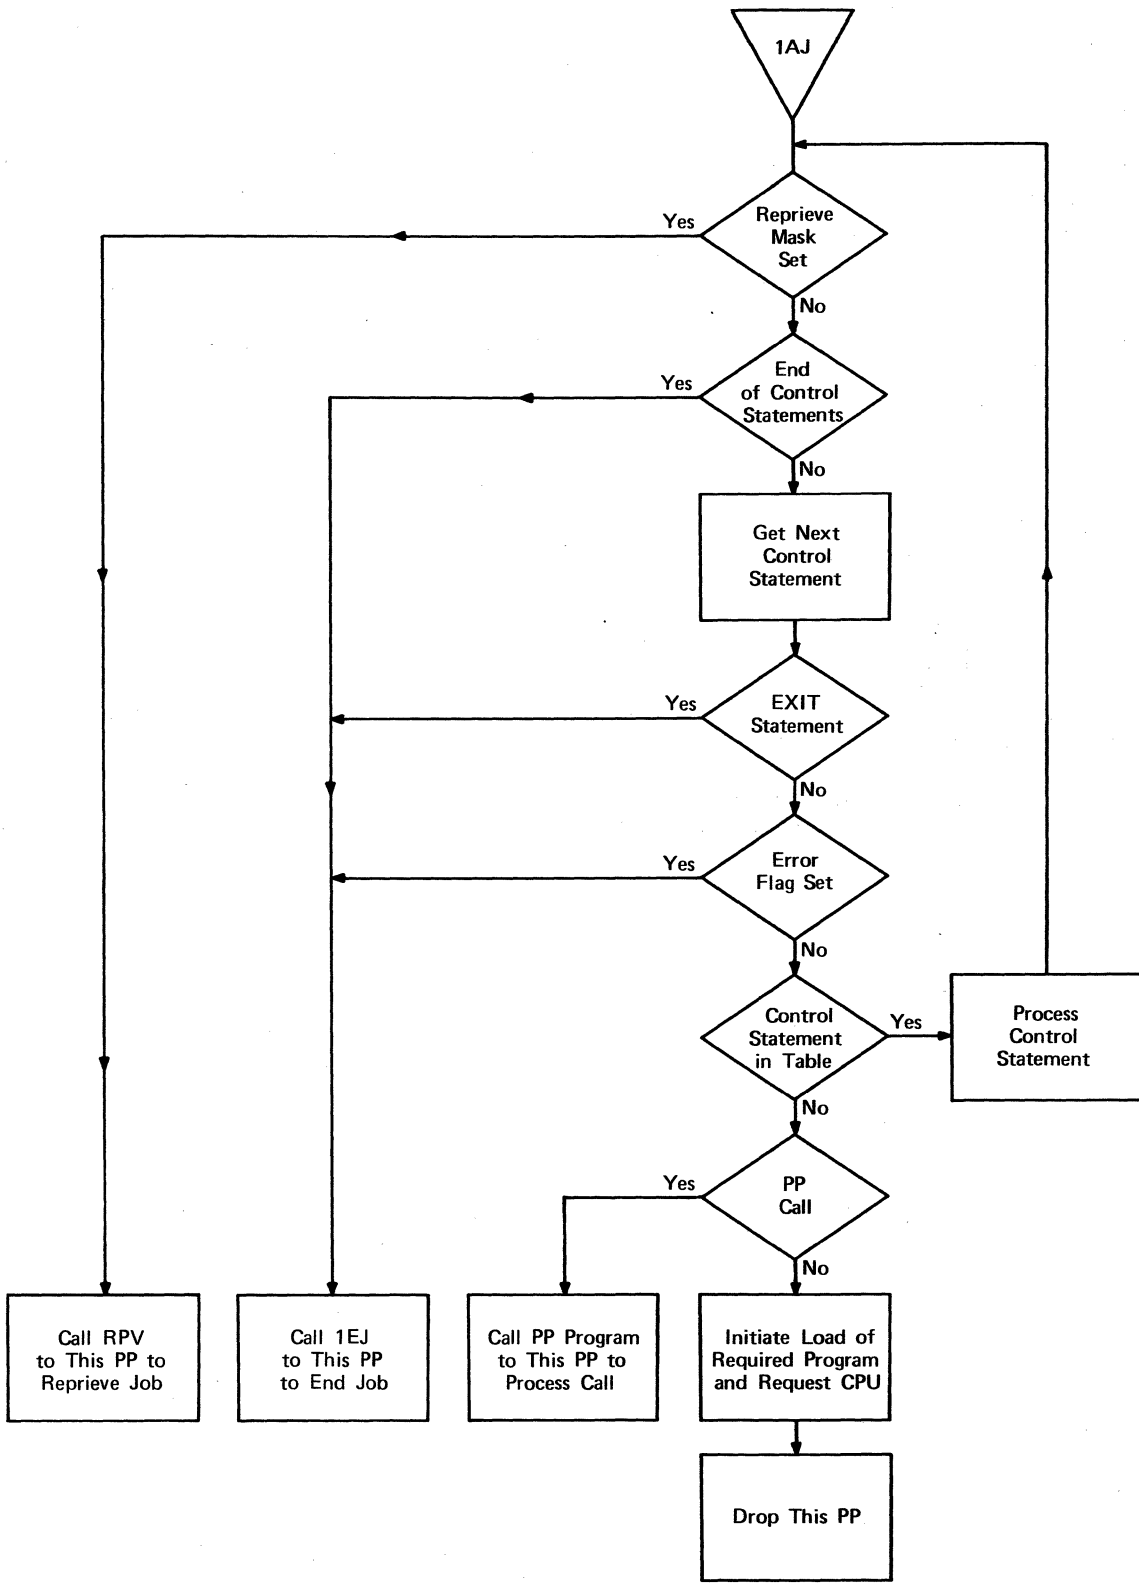 1AJ
Reprieve
Mask
Set
Yes
No
End
of Control
Statements
Yes
No
Get Next
Control
Statement
EXIT
Statement
Yes
No
Error
Flag Set
Yes
No
Control
Statement
in Table
Yes
Process
Control
Statement
No
PP
Call
Yes
No
Call RPV
to This PP to
Reprieve Job
Call 1EJ
to This PP
to End Job
Call PP Program
to This PP to
Process Call
Initiate Load of
Required Program
and Request CPU
Drop This PP